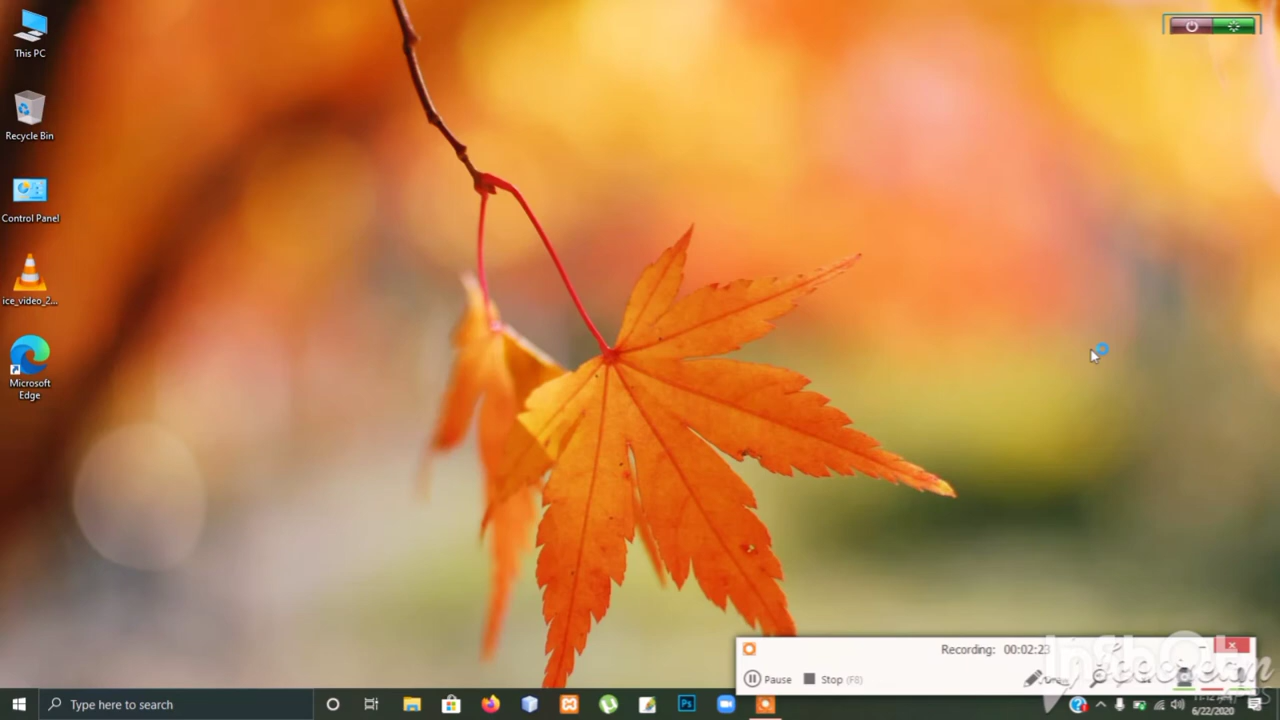 This PC
Recycle Bin
Control Panel
ice_video_2...
Microsoft
Edge
Recording: 00:02:23
Pause
Stop (F8)
Type here to search
Ps
6/22/2020